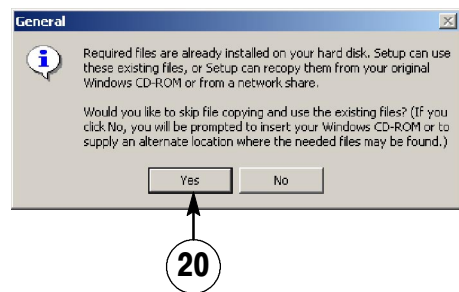 General
Required files are already installed on your hard disk. Setup can use
these existing files, or Setup can recopy them from your original
Windows CD-ROM or from a network share.
Would you like to skip file copying and use the existing files? (If you
click No, you will be prompted to insert your Windows CD-ROM or to
supply an alternate location where the needed files may be found.)
Yes No
20